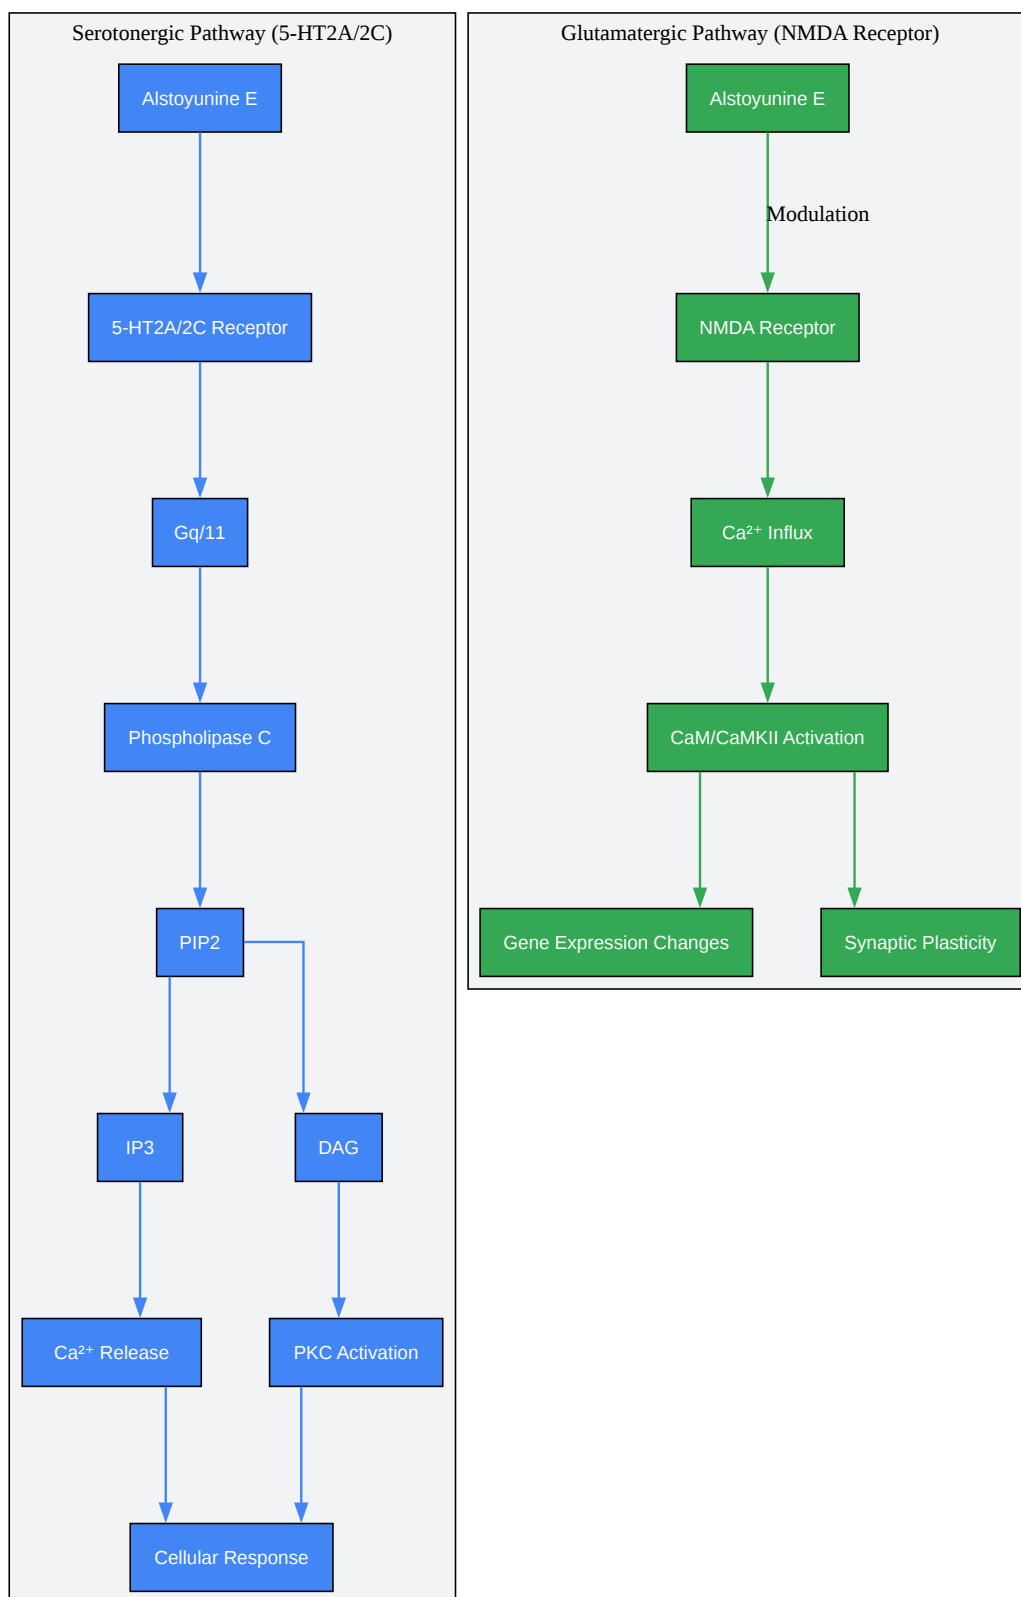 Serotonergic Pathway (5-HT2A/2C)
Alstoyunine E
5-HT2A/2C Receptor
Gq/11
Phospholipase C
PIP2
IP3
DAG
Ca²⁺ Release
PKC Activation
Cellular Response
Glutamatergic Pathway (NMDA Receptor)
Alstoyunine E
Modulation
NMDA Receptor
Ca²⁺ Influx
CaM/CaMKII Activation
Gene Expression Changes
Synaptic Plasticity